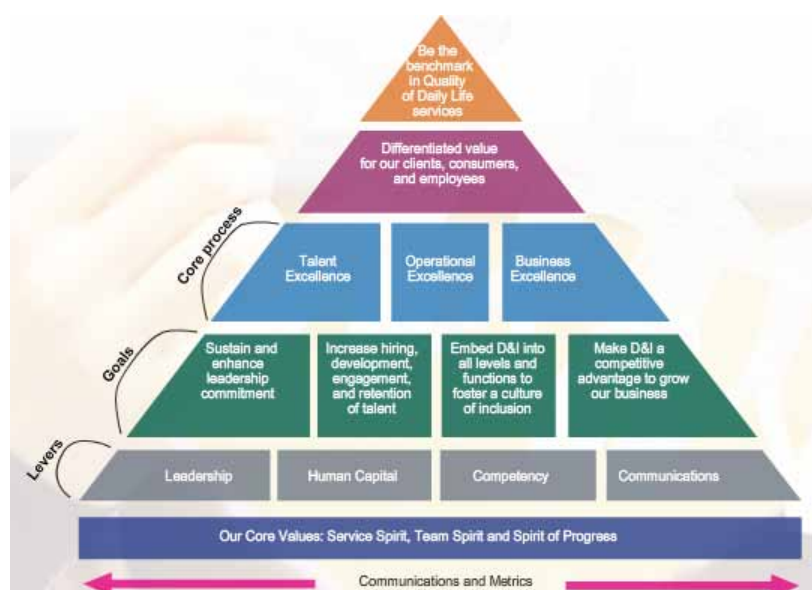 Be the
benchmark
in Quality
of Daily Life
services
Differentiated value
for our clients, consumers,
and employees
Core process
Talent
Excellence
Operational
Excellence
Business
Excellence
Goals
Sustain and
enhance
leadership
commitment
Increase hiring,
development,
engagement,
and retention
of talent
Embed D&I into
all levels and
functions to
foster a culture
of inclusion
Make D&I a
competitive
advantage to grow
our business
Levers
Leadership
Human Capital
Competency
Communications
Our Core Values: Service Spirit, Team Spirit and Spirit of Progress
Communications and Metrics